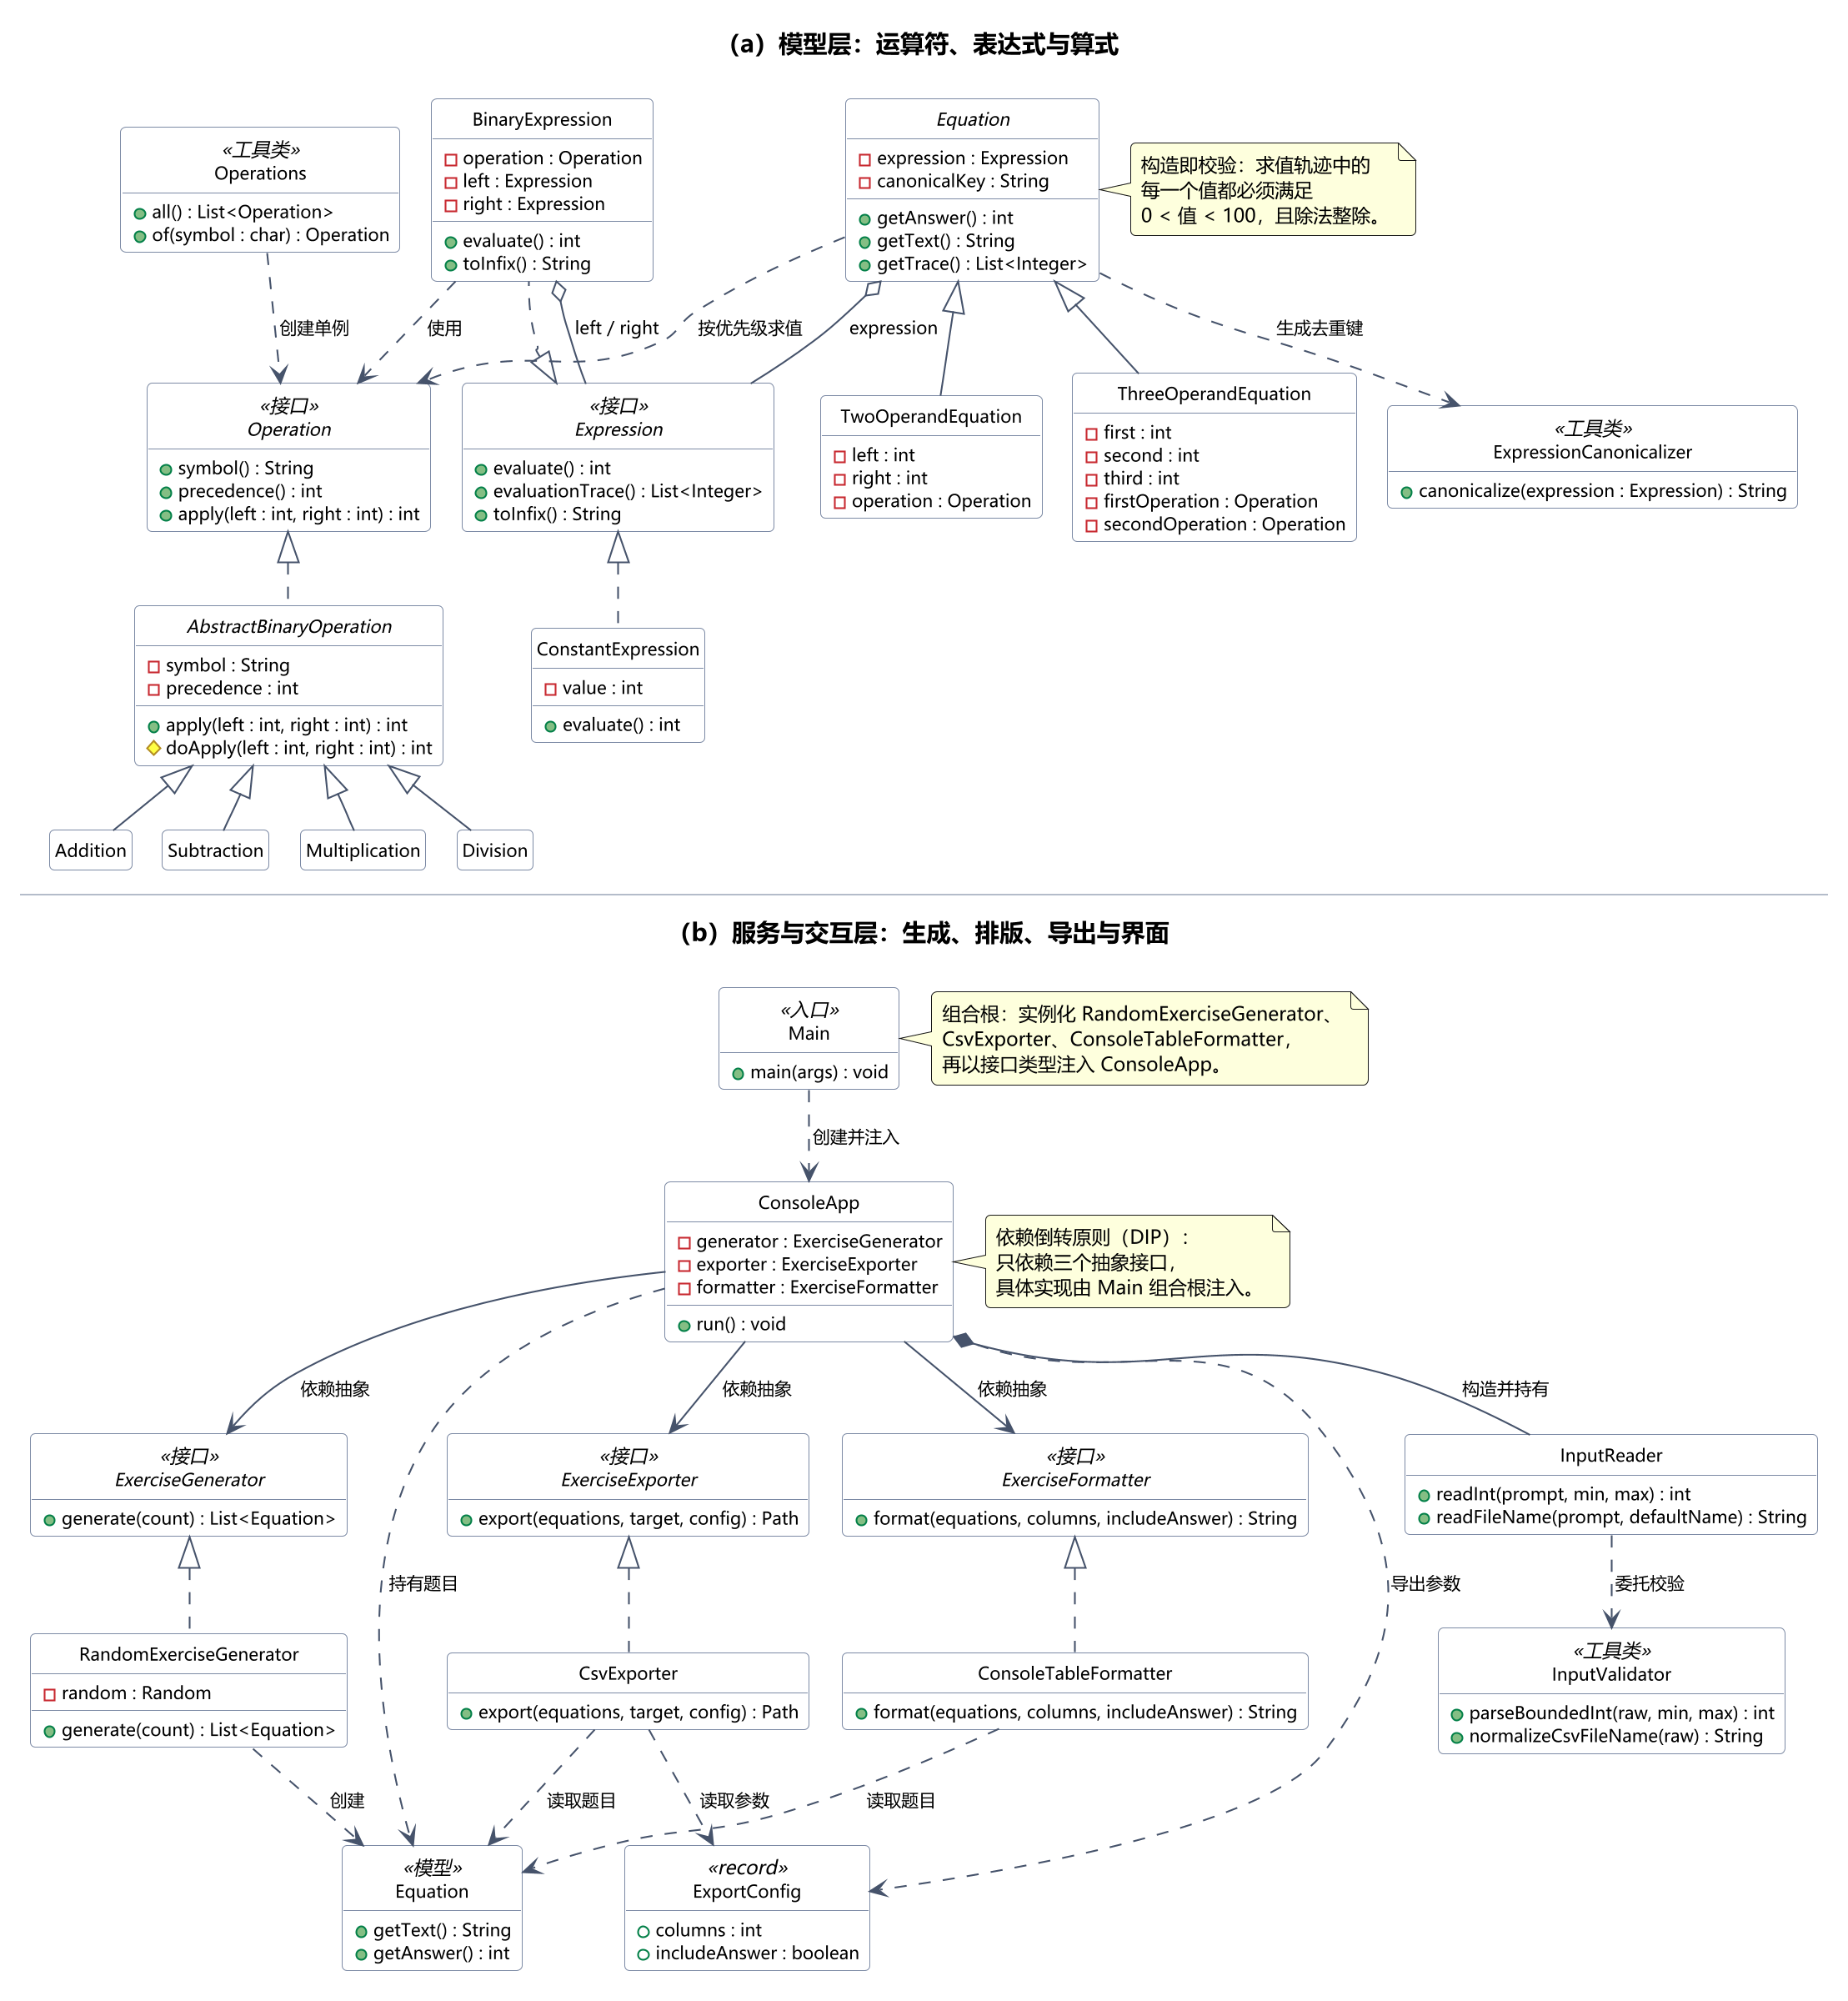 （a）模型层：运算符、表达式与算式
«工具类»
Operations
all() : List<Operation>
of(symbol : char) : Operation
BinaryExpression
operation : Operation
left : Expression
right : Expression
evaluate() : int
toInfix() : String
Equation
expression : Expression
canonicalKey : String
getAnswer() : int
getText() : String
getTrace() : List<Integer>
构造即校验：求值轨迹中的
每一个值都必须满足
0 < 值 < 100，且除法整除。
创建单例
使用
left / right
按优先级求值
expression
生成去重键
«接口»
Operation
symbol() : String
precedence() : int
apply(left : int, right : int) : int
«接口»
Expression
evaluate() : int
evaluationTrace() : List<Integer>
toInfix() : String
TwoOperandEquation
left : int
right : int
operation : Operation
ThreeOperandEquation
first : int
second : int
third : int
firstOperation : Operation
secondOperation : Operation
«工具类»
ExpressionCanonicalizer
canonicalize(expression : Expression) : String
AbstractBinaryOperation
symbol : String
precedence : int
apply(left : int, right : int) : int
doApply(left : int, right : int) : int
ConstantExpression
value : int
evaluate() : int
Addition
Subtraction
Multiplication
Division
（b）服务与交互层：生成、排版、导出与界面
«入口»
Main
main(args) : void
组合根：实例化 RandomExerciseGenerator、
CsvExporter、ConsoleTableFormatter，
再以接口类型注入 ConsoleApp。
创建并注入
ConsoleApp
generator : ExerciseGenerator
exporter : ExerciseExporter
formatter : ExerciseFormatter
run() : void
依赖倒转原则（DIP）：
只依赖三个抽象接口，
具体实现由 Main 组合根注入。
依赖抽象
依赖抽象
依赖抽象
构造并持有
«接口»
ExerciseGenerator
generate(count) : List<Equation>
«接口»
ExerciseExporter
export(equations, target, config) : Path
«接口»
ExerciseFormatter
format(equations, columns, includeAnswer) : String
InputReader
readInt(prompt, min, max) : int
readFileName(prompt, defaultName) : String
持有题目
导出参数
委托校验
RandomExerciseGenerator
random : Random
generate(count) : List<Equation>
CsvExporter
export(equations, target, config) : Path
ConsoleTableFormatter
format(equations, columns, includeAnswer) : String
«工具类»
InputValidator
parseBoundedInt(raw, min, max) : int
normalizeCsvFileName(raw) : String
创建
读取题目
读取参数
读取题目
«模型»
Equation
getText() : String
getAnswer() : int
«record»
ExportConfig
columns : int
includeAnswer : boolean